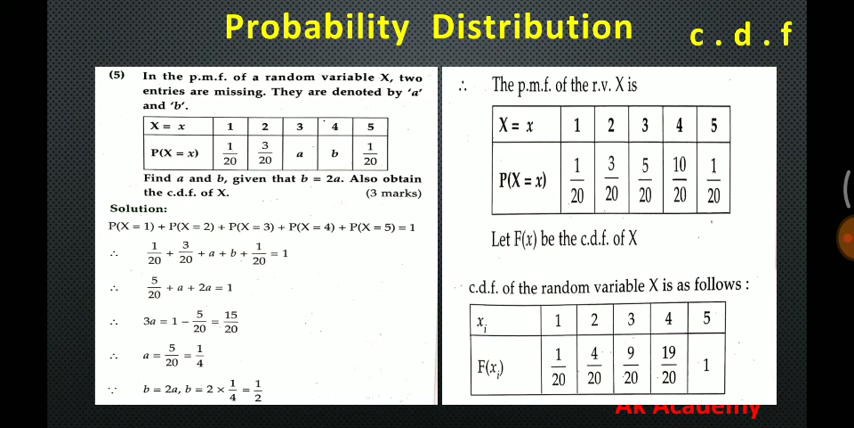 Probability Distribution
c . d . f
(5) In the p.m.f. of a random variable X, two
entries are missing. They are denoted by ‘a’
and ‘b’.
X = x 1 2 3 4 5
P(X = x) 1/20 3/20 a b 1/20
Find a and b, given that b = 2a. Also obtain
the c.d.f. of X. (3 marks)
Solution:
P(X = 1) + P(X = 2) + P(X = 3) + P(X = 4) + P(X = 5) = 1
∴ 1/20 + 3/20 + a + b + 1/20 = 1
∴ 5/20 + a + 2a = 1
∴ 3a = 1 − 5/20 = 15/20
∴ a = 5/20 = 1/4
∵ b = 2a, b = 2 × 1/4 = 1/2
∴ The p.m.f. of the r.v. X is
X = x 1 2 3 4 5
P(X = x) 1/20 3/20 5/20 10/20 1/20
Let F(x) be the c.d.f. of X
c.d.f. of the random variable X is as follows :
xᵢ 1 2 3 4 5
F(xᵢ) 1/20 4/20 9/20 19/20 1
AK Academy